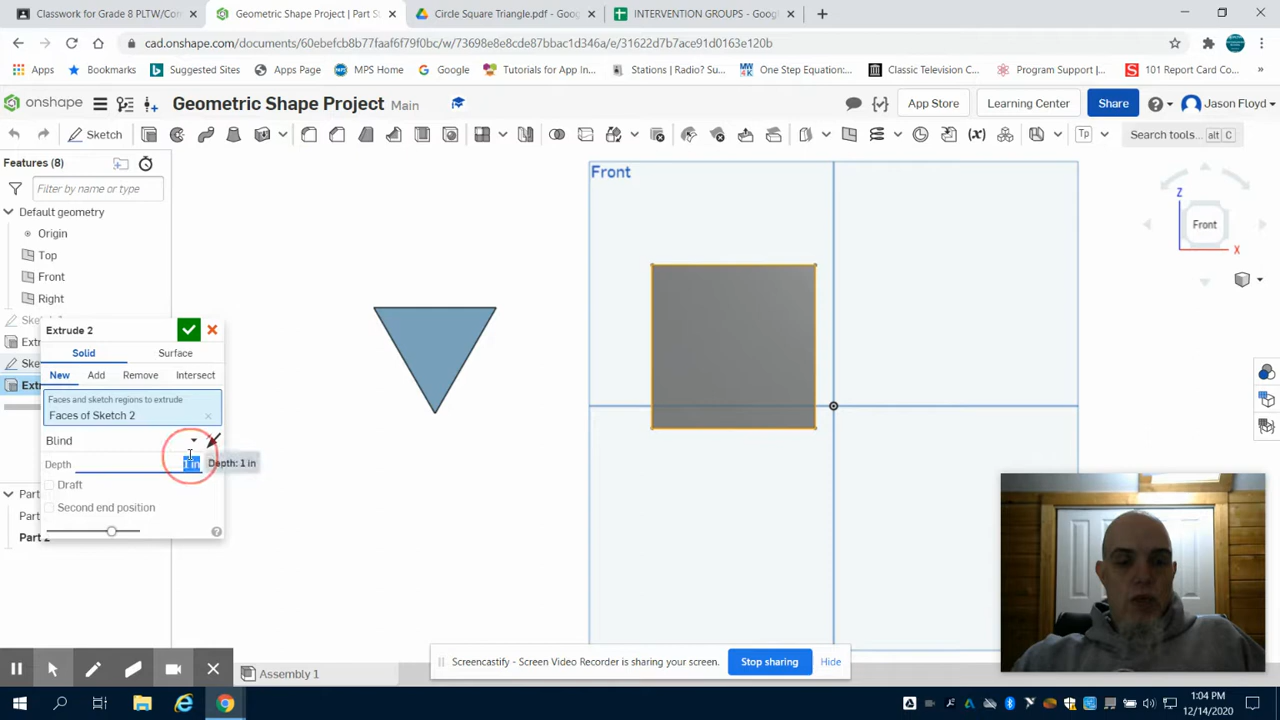 Classwork for Grade 8 PLTW/Con
Geometric Shape Project | Part S
Circle Square Triangle.pdf - Goog
INTERVENTION GROUPS - Google
cad.onshape.com/documents/60ebefcb8b77faaf6f79f0bc/w/73698e8e8cde87bbac1d346a/e/31622d7b7ace91d0163e120b
Apps
Bookmarks
Suggested Sites
Apps Page
MPS Home
Google
Tutorials for App In...
Stations | Radio? Su...
One Step Equation:...
Classic Television C...
Program Support |...
101 Report Card Co...
»
onshape
Geometric Shape Project Main
App Store
Learning Center
Share
Jason Floyd
Sketch
Tp
Search tools... alt C
Features (8)
Filter by name or type
Default geometry
Origin
Top
Front
Right
Extrude 2
Solid
Surface
New
Add
Remove
Intersect
Faces and sketch regions to extrude
Faces of Sketch 2
Blind
Depth 1 in
Depth: 1 in
Draft
Second end position
Front
Z
Front
X
Assembly 1
Screencastify - Screen Video Recorder is sharing your screen.
Stop sharing
Hide
1:04 PM
12/14/2020